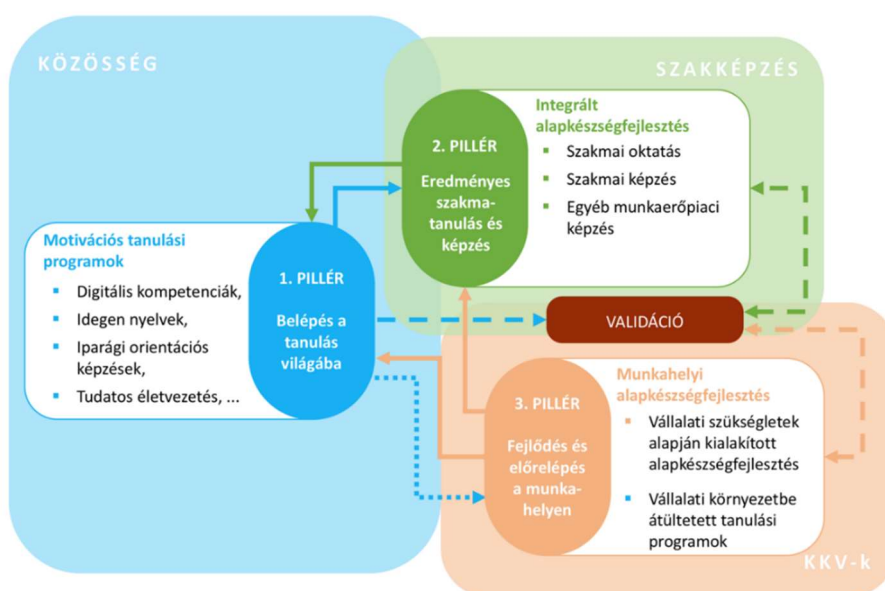 KÖZÖSSÉG
SZAKKÉPZÉS
2. PILLÉR
Eredményes
szakma-
tanulás és
képzés
Integrált
alapkészségfejlesztés
▪ Szakmai oktatás
▪ Szakmai képzés
▪ Egyéb munkaerőpiaci
képzés
Motivációs tanulási
programok
▪ Digitális kompetenciák,
▪ Idegen nyelvek,
▪ Iparági orientációs
képzések,
▪ Tudatos életvezetés, ...
1. PILLÉR
Belépés a
tanulás
világába
VALIDÁCIÓ
3. PILLÉR
Fejlődés és
előrelépés
a munka-
helyen
Munkahelyi
alapkészségfejlesztés
▪ Vállalati szükségletek
alapján kialakított
alapkészségfejlesztés
▪ Vállalati környezetbe
átültetett tanulási
programok
KKV-k